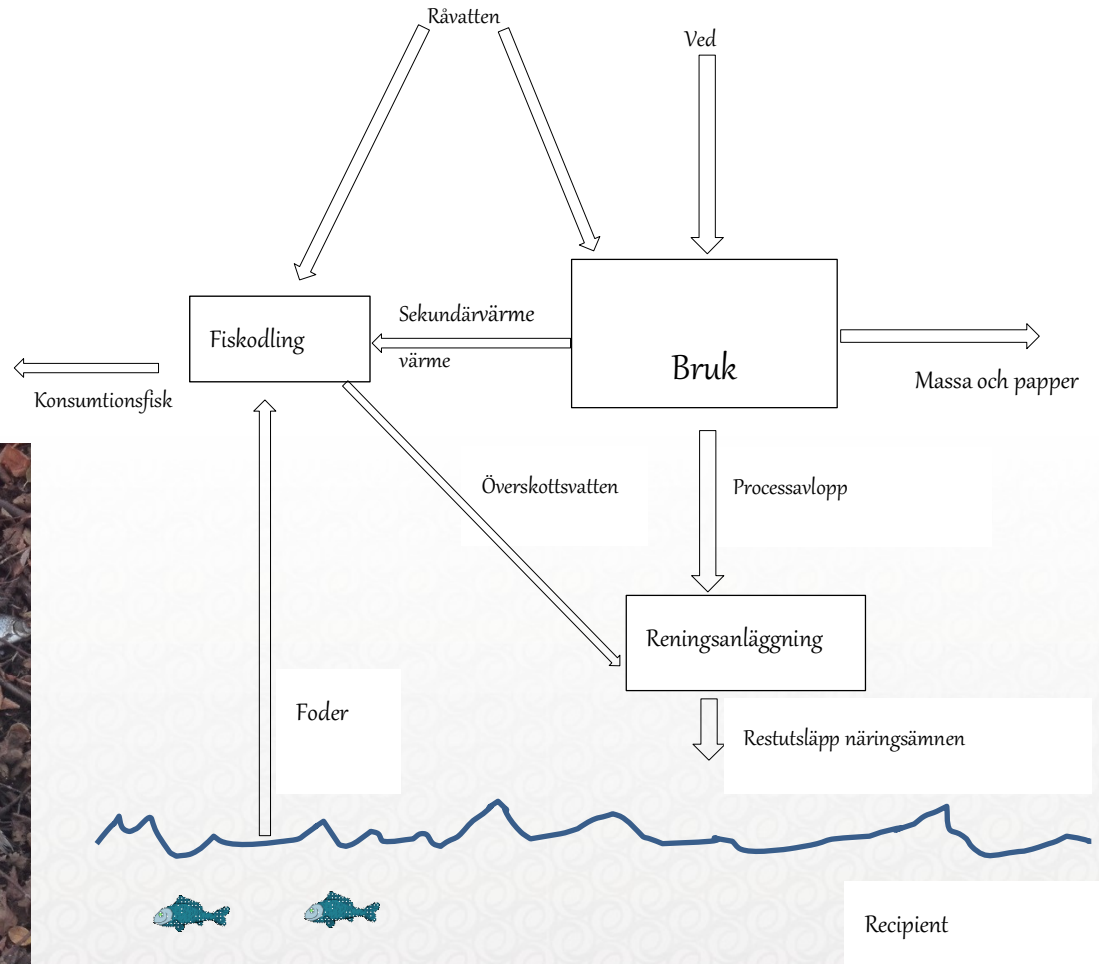 Råvatten
Ved
Sekundärvärme
värme
Fiskodling
Bruk
Massa och papper
Konsumtionsfisk
Överskottsvatten
Processavlopp
Reningsanläggning
Foder
Restutsläpp näringsämnen
Recipient